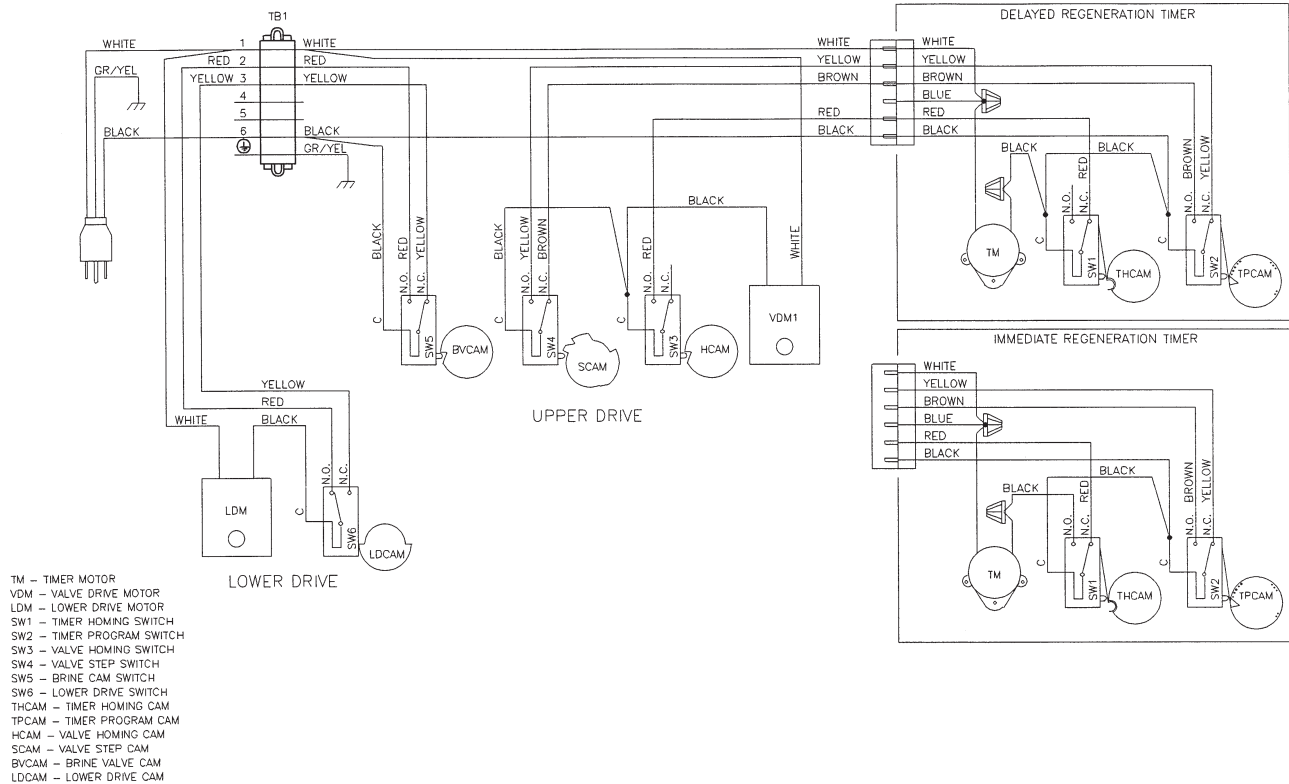 TB1
WHITE
1
WHITE
RED 2
RED
YELLOW 3
YELLOW
GR/YEL
4
5
BLACK
6
BLACK
GR/YEL
WHITE
YELLOW
BROWN
RED
BLACK
DELAYED REGENERATION TIMER
WHITE
YELLOW
BROWN
BLUE
RED
BLACK
BLACK
BLACK
RED
BROWN
YELLOW
N.O.
N.C.
N.O.
N.C.
C
C
TM
SW1
THCAM
SW2
TPCAM
BLACK
RED
YELLOW
N.O.
N.C.
C
SW5
BVCAM
BLACK
YELLOW
BROWN
N.O.
N.C.
C
SW4
SCAM
BLACK
RED
N.O.
N.C.
C
SW3
HCAM
WHITE
VDM1
UPPER DRIVE
IMMEDIATE REGENERATION TIMER
WHITE
YELLOW
BROWN
BLUE
RED
BLACK
BLACK
BLACK
RED
BROWN
YELLOW
N.O.
N.C.
N.O.
N.C.
C
C
TM
SW1
THCAM
SW2
TPCAM
YELLOW
RED
WHITE
BLACK
N.O.
N.C.
C
LDM
SW6
LDCAM
LOWER DRIVE
TM – TIMER MOTOR
VDM – VALVE DRIVE MOTOR
LDM – LOWER DRIVE MOTOR
SW1 – TIMER HOMING SWITCH
SW2 – TIMER PROGRAM SWITCH
SW3 – VALVE HOMING SWITCH
SW4 – VALVE STEP SWITCH
SW5 – BRINE CAM SWITCH
SW6 – LOWER DRIVE SWITCH
THCAM – TIMER HOMING CAM
TPCAM – TIMER PROGRAM CAM
HCAM – VALVE HOMING CAM
SCAM – VALVE STEP CAM
BVCAM – BRINE VALVE CAM
LDCAM – LOWER DRIVE CAM